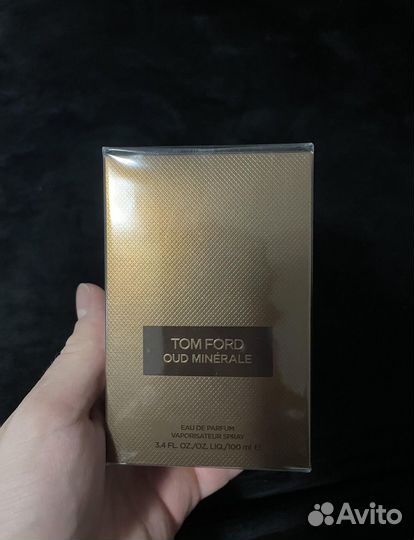 TOM FORD
OUD MINÉRALE
EAU DE PARFUM
VAPORISATEUR SPRAY
3.4 FL. OZ./OZ. LIQ./100 ml ℮
Avito